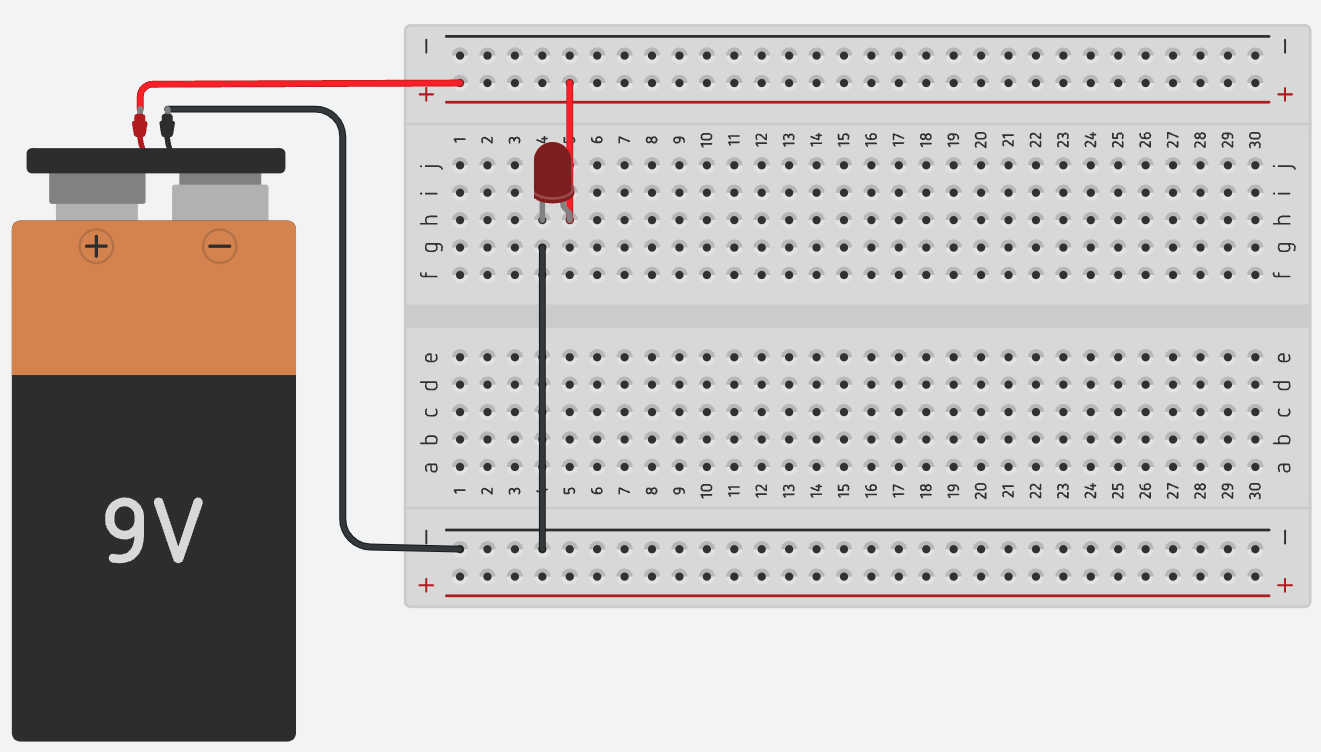 − −
+ +
1 2 3 4 5 6 7 8 9 10 11 12 13 14 15 16 17 18 19 20 21 22 23 24 25 26 27 28 29 30
j j
i i
h h
g g
f f
+ −
e e
d d
c c
b b
a a
1 2 3 4 5 6 7 8 9 10 11 12 13 14 15 16 17 18 19 20 21 22 23 24 25 26 27 28 29 30
9V
− −
+ +